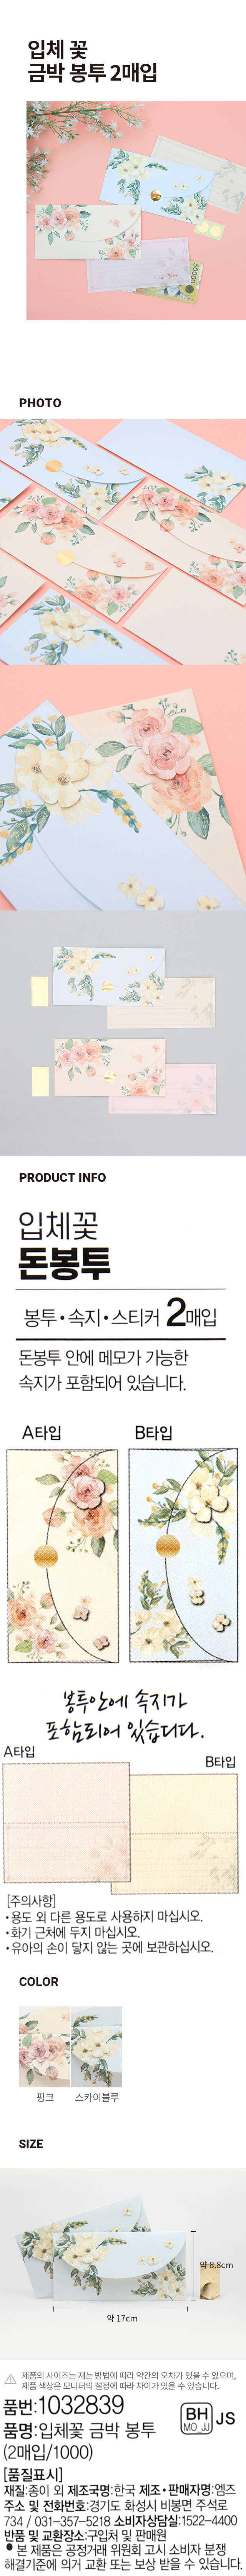 입체 꽃
금박 봉투 2매입
5000
PHOTO
PRODUCT INFO
입체꽃
돈봉투
봉투•속지•스티커 2매입
돈봉투 안에 메모가 가능한
속지가 포함되어 있습니다.
A타입 B타입
봉투안에 속지가
포함되어 있습니다.
A타입
B타입
[주의사항]
•용도 외 다른 용도로 사용하지 마십시오.
•화기 근처에 두지 마십시오.
•유아의 손이 닿지 않는 곳에 보관하십시오.
COLOR
핑크 스카이블루
SIZE
약 8.8cm
약 17cm
제품의 사이즈는 재는 방법에 따라 약간의 오차가 있을 수 있으며,
제품 색상은 모니터의 설정에 따라 차이가 있을 수 있습니다.
품번:1032839
품명:입체꽃 금박 봉투
(2매입/1000)
BH
MO_JJ
JS
[품질표시]
재질:종이 외 제조국명:한국 제조•판매자명:엠즈
주소 및 전화번호:경기도 화성시 비봉면 주석로
734 / 031-357-5218 소비자상담실:1522-4400
반품 및 교환장소:구입처 및 판매원
● 본 제품은 공정거래 위원회 고시 소비자 분쟁
해결기준에 의거 교환 또는 보상 받을 수 있습니다.